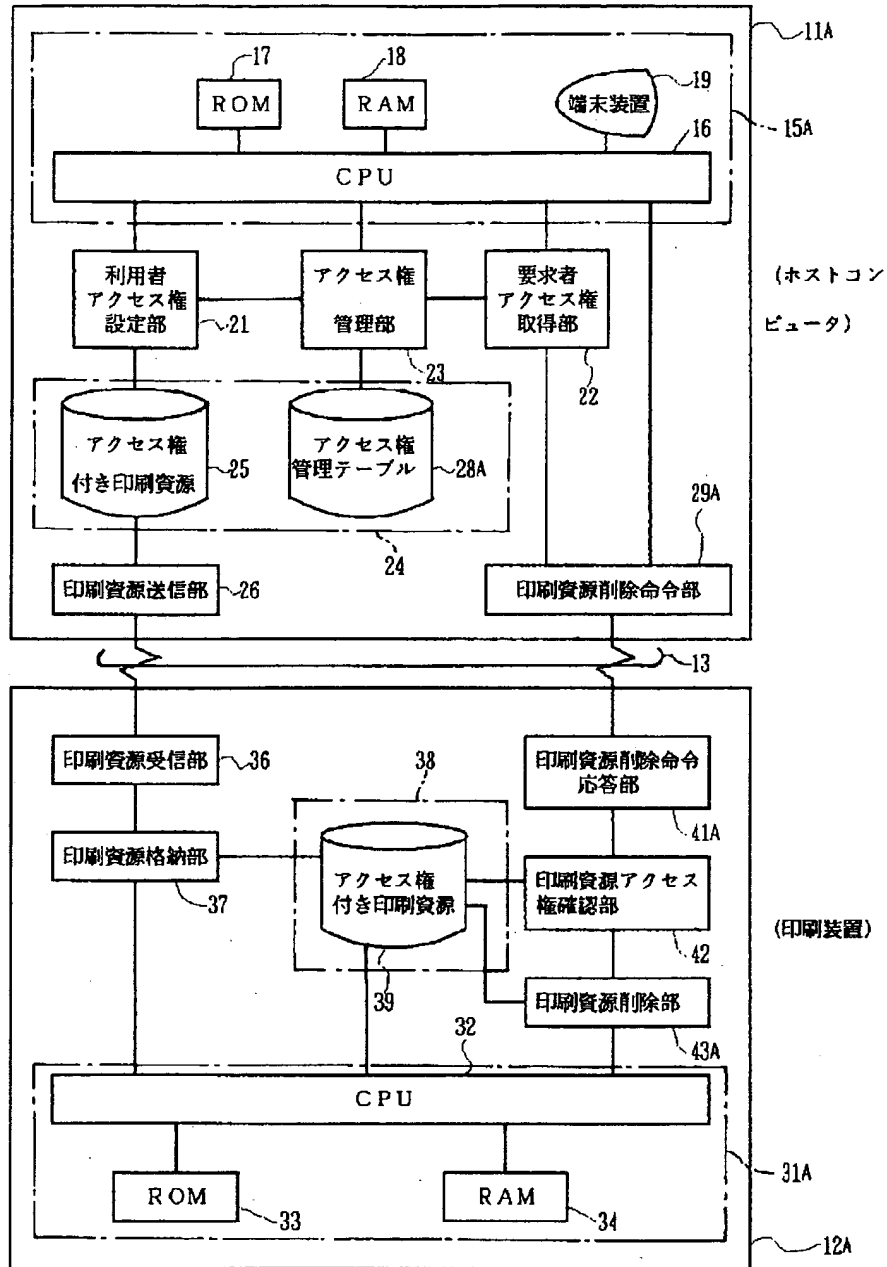 11A
17
18
19
ROM
RAM
端末装置
16
15A
CPU
利用者
アクセス権
設定部
21
アクセス権
管理部
23
要求者
アクセス権
取得部
22
(ホストコン
ピュータ)
アクセス権
付き印刷資源
25
アクセス権
管理テーブル
28A
24
29A
印刷資源送信部
26
印刷資源削除命令部
13
印刷資源受信部
36
38
印刷資源削除命令
応答部
41A
印刷資源格納部
37
アクセス権
付き印刷資源
39
印刷資源アクセス
権確認部
42
(印刷装置)
印刷資源削除部
43A
32
CPU
31A
ROM
33
RAM
34
12A